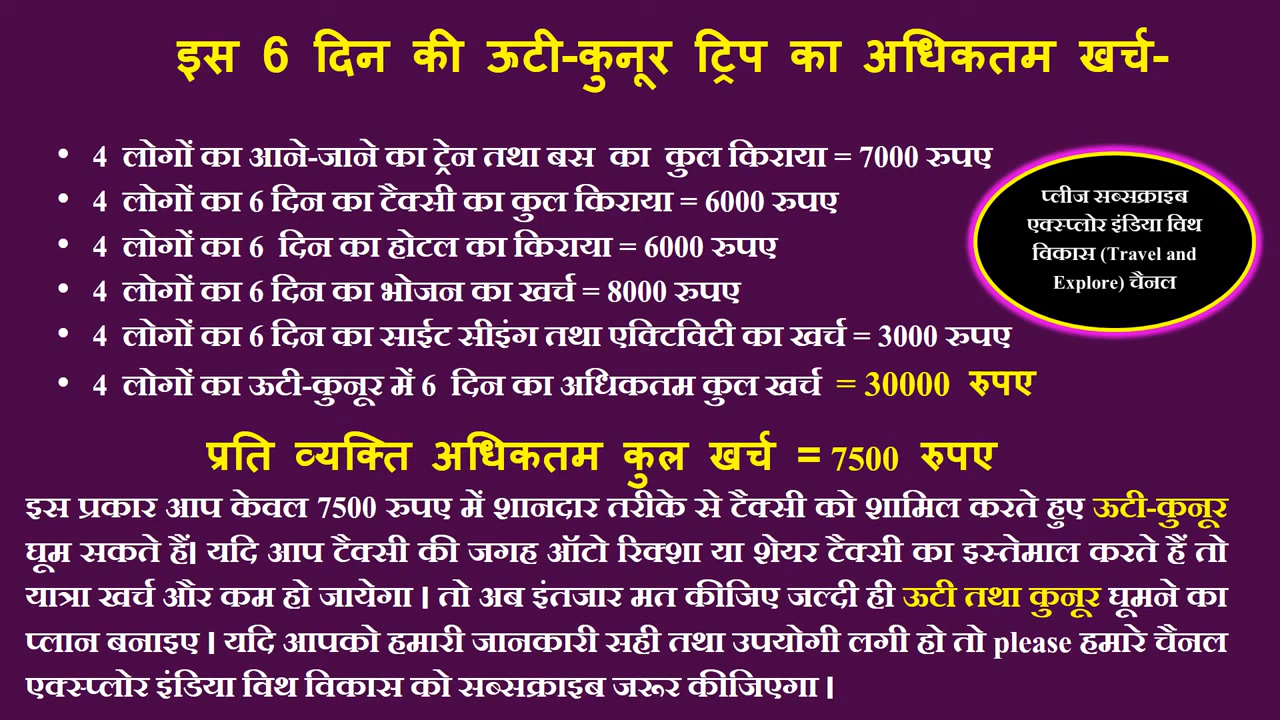 इस 6 दिन की ऊटी-कुनूर ट्रिप का अधिकतम खर्च-
• 4 लोगों का आने-जाने का ट्रेन तथा बस का कुल किराया = 7000 रुपए
• 4 लोगों का 6 दिन का टैक्सी का कुल किराया = 6000 रुपए
• 4 लोगों का 6 दिन का होटल का किराया = 6000 रुपए
• 4 लोगों का 6 दिन का भोजन का खर्च = 8000 रुपए
• 4 लोगों का 6 दिन का साईट सीइंग तथा एक्टिविटी का खर्च = 3000 रुपए
• 4 लोगों का ऊटी-कुनूर में 6 दिन का अधिकतम कुल खर्च = 30000 रुपए
प्लीज सब्सक्राइब
एक्स्प्लोर इंडिया विथ
विकास (Travel and
Explore) चैनल
प्रति व्यक्ति अधिकतम कुल खर्च = 7500 रुपए
इस प्रकार आप केवल 7500 रुपए में शानदार तरीके से टैक्सी को शामिल करते हुए ऊटी-कुनूर
घूम सकते हैं। यदि आप टैक्सी की जगह ऑटो रिक्शा या शेयर टैक्सी का इस्तेमाल करते हैं तो
यात्रा खर्च और कम हो जायेगा । तो अब इंतजार मत कीजिए जल्दी ही ऊटी तथा कुनूर घूमने का
प्लान बनाइए । यदि आपको हमारी जानकारी सही तथा उपयोगी लगी हो तो please हमारे चैनल
एक्स्प्लोर इंडिया विथ विकास को सब्सक्राइब जरूर कीजिएगा ।